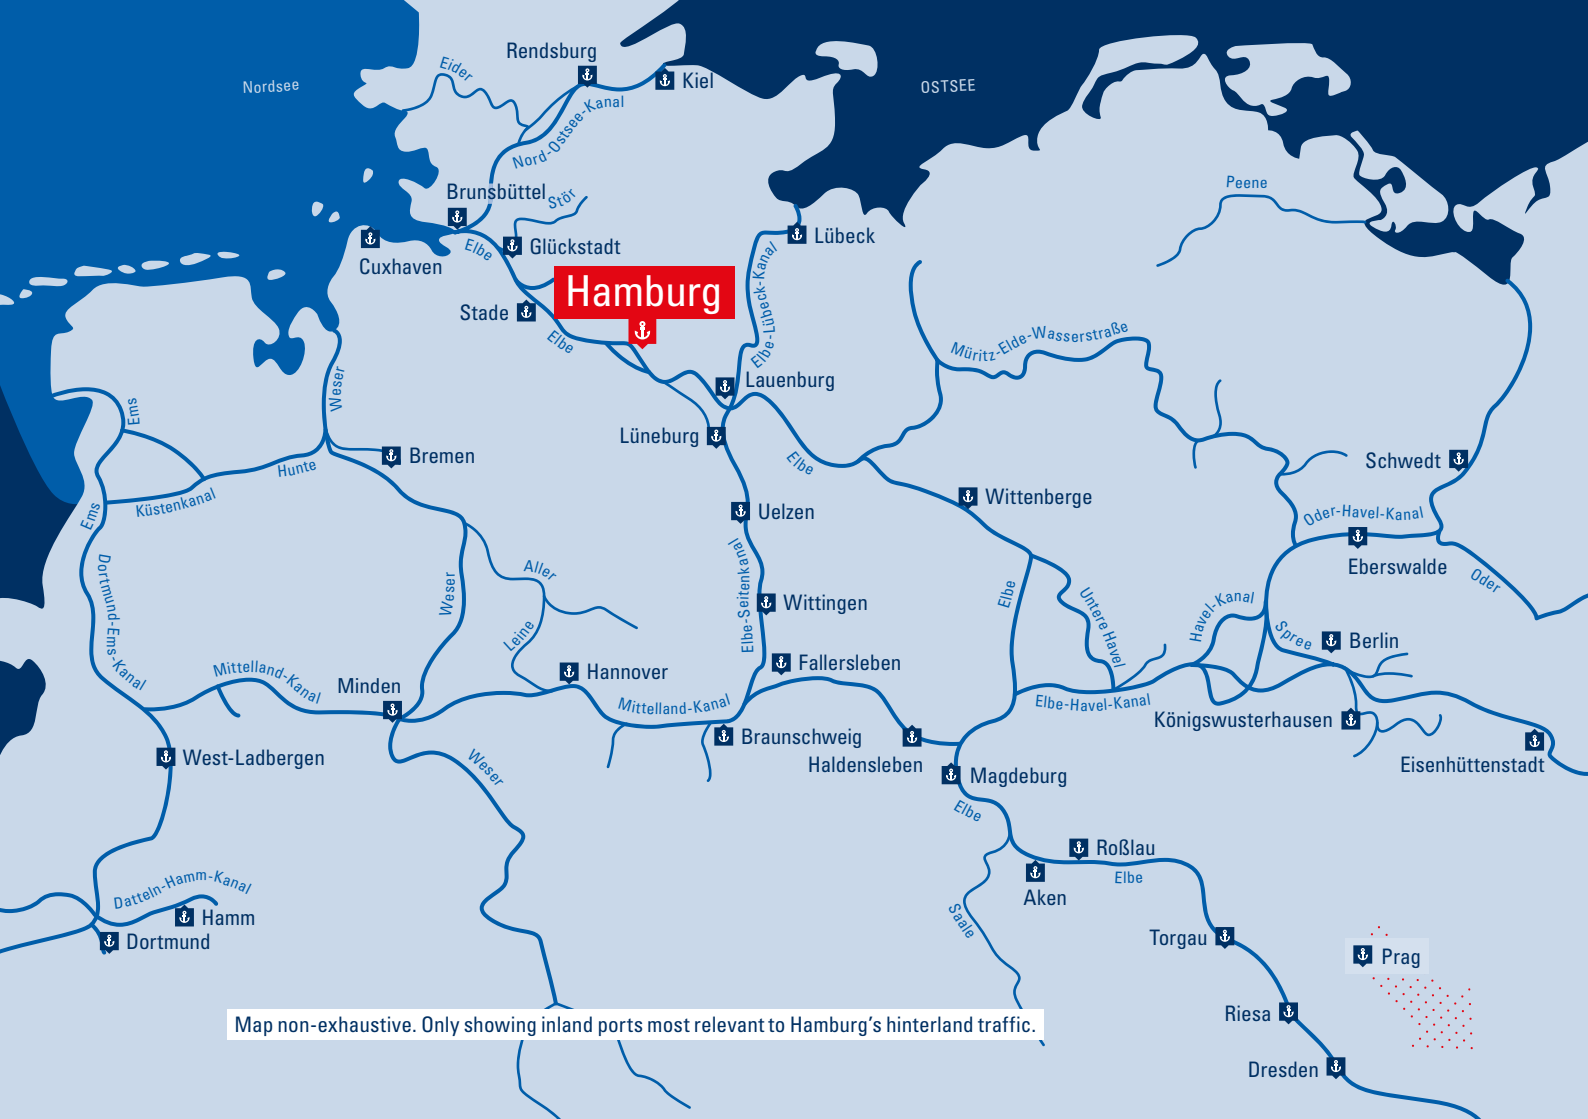 Rendsburg
Eider
Kiel
Nordsee
OSTSEE
Nord-Ostsee-Kanal
Brunsbüttel
Stör
Peene
Elbe
Glückstadt
Lübeck
Cuxhaven
Elbe-Lübeck-Kanal
Hamburg
Stade
Elbe
Müritz-Elde-Wasserstraße
Weser
Lauenburg
Ems
Lüneburg
Elbe
Bremen
Schwedt
Hunte
Küstenkanal
Wittenberge
Ems
Uelzen
Oder-Havel-Kanal
Eberswalde
Oder
Dortmund-Ems-Kanal
Aller
Weser
Elbe-Seitenkanal
Wittingen
Elbe
Untere Havel
Havel-Kanal
Leine
Spree
Berlin
Mittelland-Kanal
Minden
Hannover
Fallersleben
Mittelland-Kanal
Elbe-Havel-Kanal
Königswusterhausen
West-Ladbergen
Weser
Braunschweig
Haldensleben
Magdeburg
Eisenhüttenstadt
Elbe
Roßlau
Elbe
Aken
Datteln-Hamm-Kanal
Hamm
Dortmund
Saale
Torgau
Prag
Riesa
Map non-exhaustive. Only showing inland ports most relevant to Hamburg's hinterland traffic.
Dresden